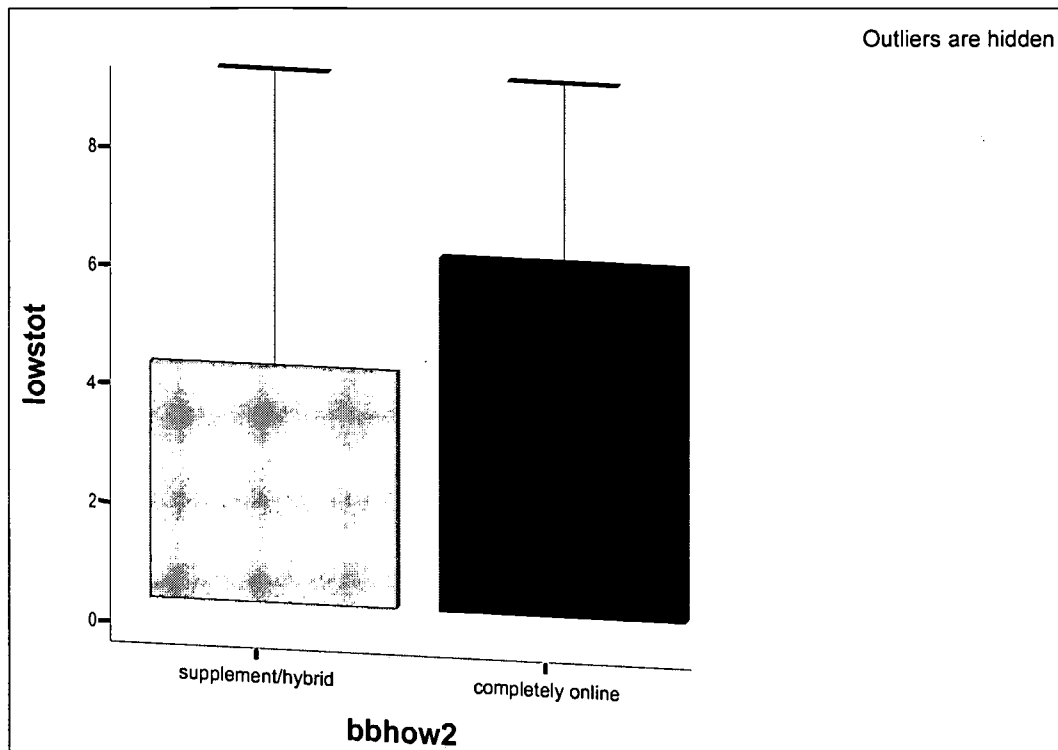 Outliers are hidden
8
6
4
2
0
lowstot
supplement/hybrid
completely online
bbhow2